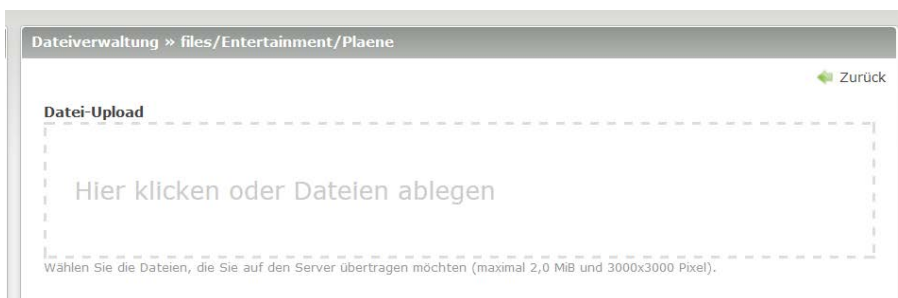 Dateiverwaltung » files/Entertainment/Plaene
Zurück
Datei-Upload
Hier klicken oder Dateien ablegen
Wählen Sie die Dateien, die Sie auf den Server übertragen möchten (maximal 2,0 MiB und 3000x3000 Pixel).